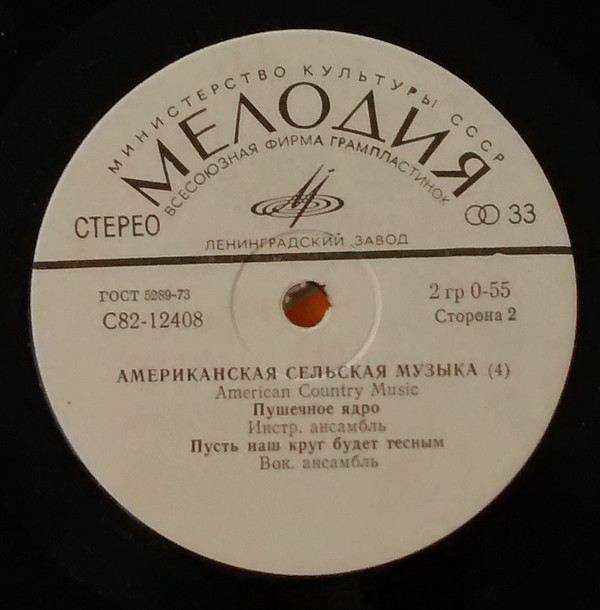 МИНИСТЕРСТВО КУЛЬТУРЫ СССР
МЕЛОДИЯ
ВСЕСОЮЗНАЯ ФИРМА ГРАМПЛАСТИНОК
СТЕРЕО
33
ЛЕНИНГРАДСКИЙ ЗАВОД
ГОСТ 5289-73
2 гр 0-55
С82-12408
Сторона 2
АМЕРИКАНСКАЯ СЕЛЬСКАЯ МУЗЫКА (4)
American Country Music
Пушечное ядро
Инстр. ансамбль
Пусть наш круг будет тесным
Вок. ансамбль